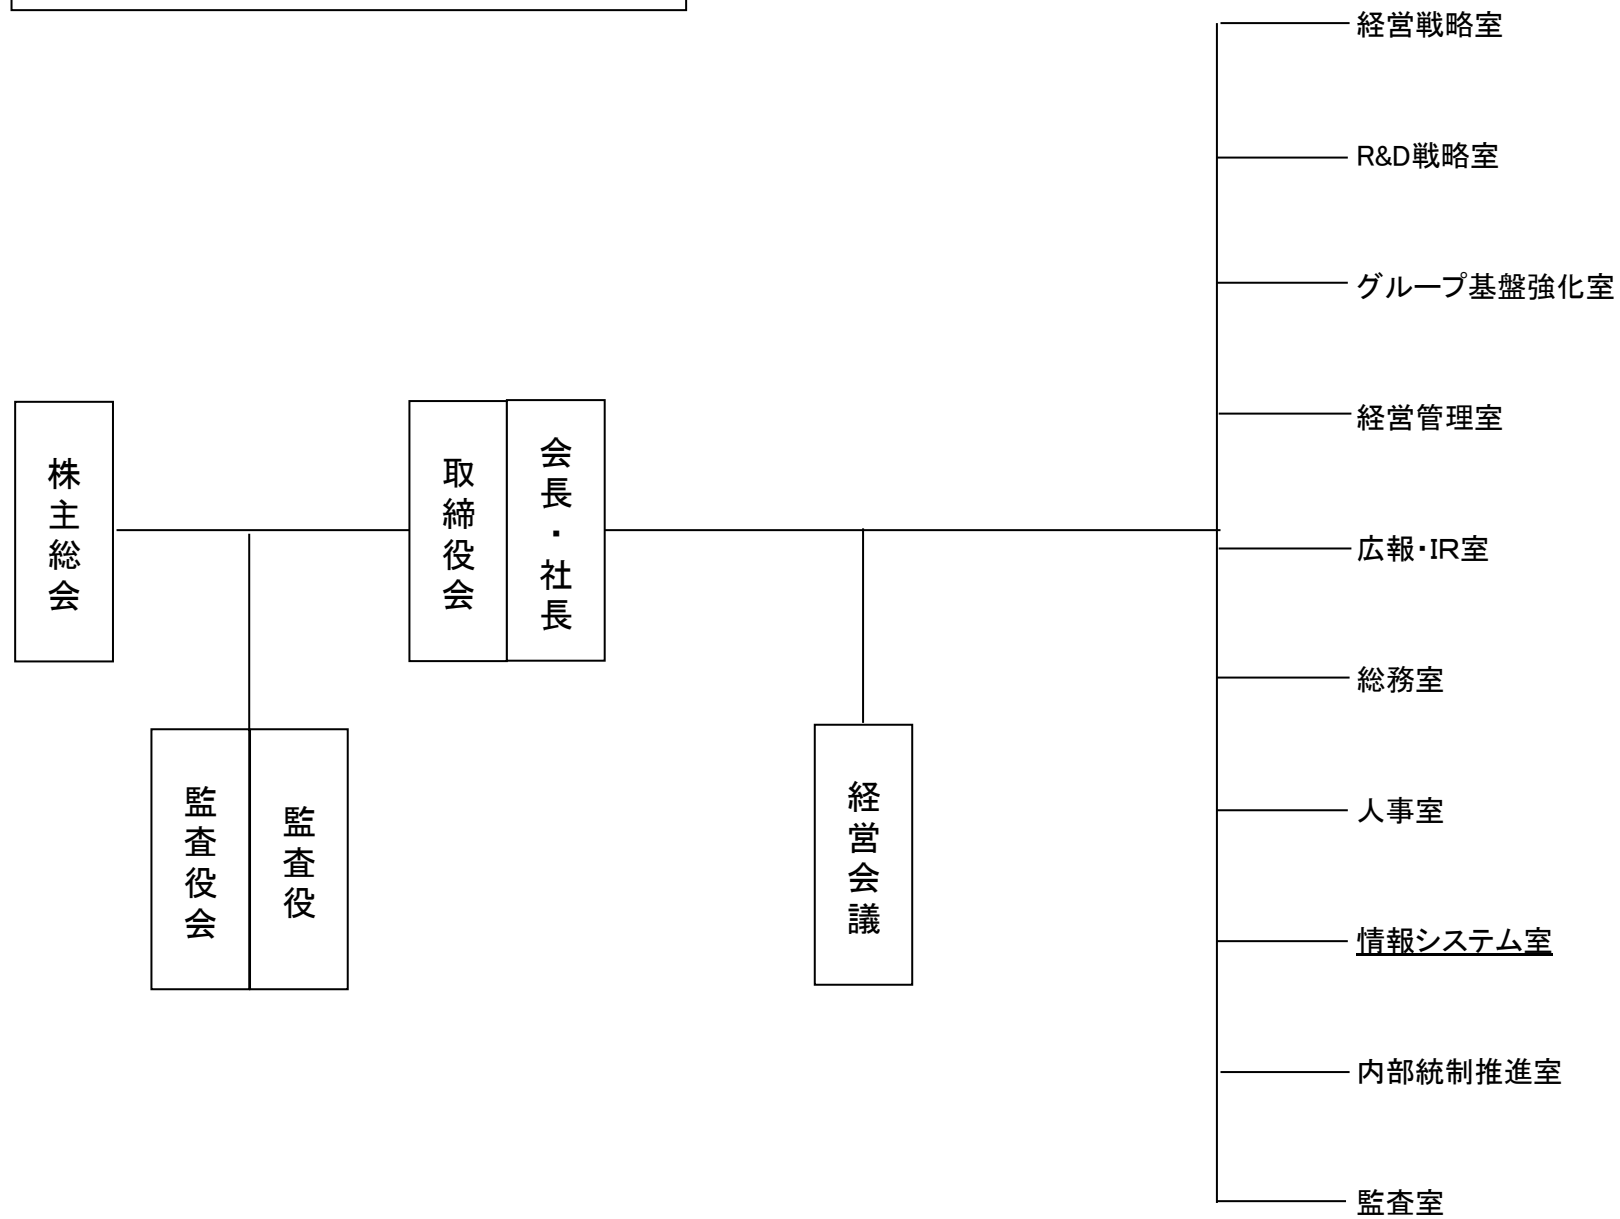 株主総会
監査役会
監査役
取締役会
会長・社長
経営会議
経営戦略室
R&D戦略室
グループ基盤強化室
経営管理室
広報・IR室
総務室
人事室
情報システム室
内部統制推進室
監査室